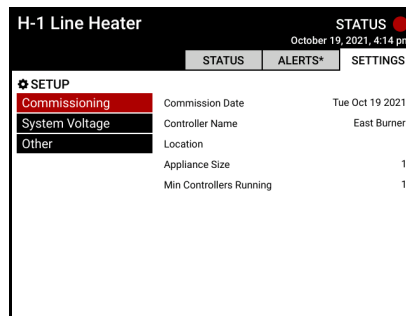 H-1 Line Heater
STATUS
October 19, 2021, 4:14 pm
STATUS
ALERTS*
SETTINGS
SETUP
Commissioning
System Voltage
Other
Commission Date
Tue Oct 19 2021
Controller Name
East Burner
Location
Appliance Size
1
Min Controllers Running
1